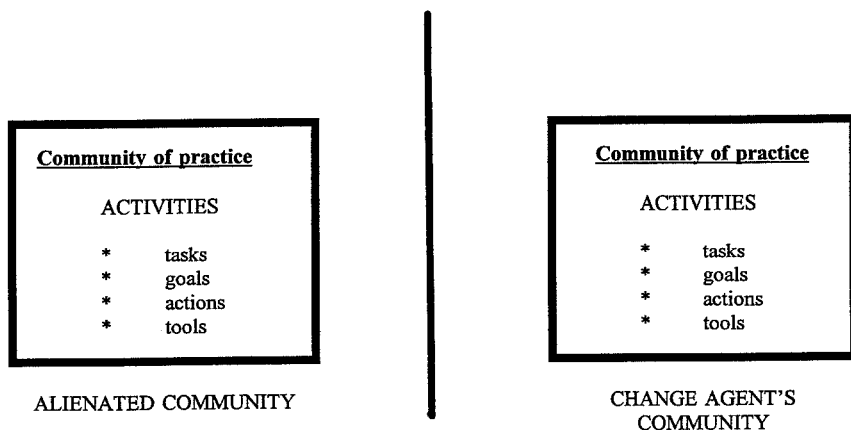 Community of practice
ACTIVITIES
* tasks
* goals
* actions
* tools
ALIENATED COMMUNITY
Community of practice
ACTIVITIES
* tasks
* goals
* actions
* tools
CHANGE AGENT'S
COMMUNITY